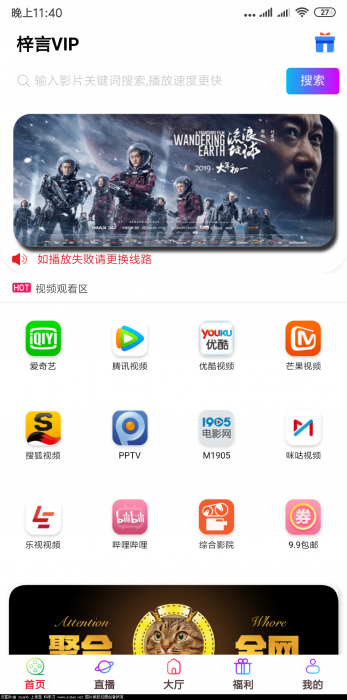 晚上11:40
27
梓言VIP
输入影片关键词搜索,播放速度更快
搜索
流浪地球
A FRANT GWO FILM
THE WANDERING EARTH
2019·大年初一
IMAX 3D
如播放失败请更换线路
HOT 视频观看区
iQIYI
YOUKU 优酷
爱奇艺 腾讯视频 优酷视频 芒果视频
1905 电影网
搜狐视频 PPTV M1905 咪咕视频
bilibili 券
乐视视频 哔哩哔哩 综合影院 9.9包邮
Attention Whore
聚合 全网
首页 直播 大厅 福利 我的